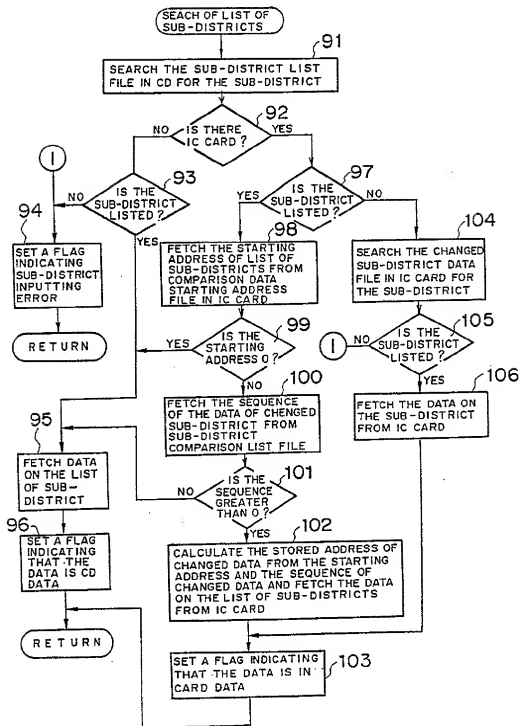 SEACH OF LIST OF
SUB-DISTRICTS
91
SEARCH THE SUB-DISTRICT LIST
FILE IN CD FOR THE SUB-DISTRICT
92
NO
IS THERE
IC CARD ?
YES
1
93
NO
IS THE
SUB-DISTRICT
LISTED ?
YES
94
SET A FLAG
INDICATING
SUB-DISTRICT
INPUTTING
ERROR
RETURN
97
YES
IS THE
SUB-DISTRICT
LISTED ?
NO
98
FETCH THE STARTING
ADDRESS OF LIST OF
SUB-DISTRICTS FROM
COMPARISON DATA
STARTING ADDRESS
FILE IN IC CARD
104
SEARCH THE CHANGED
SUB-DISTRICT DATA
FILE IN IC CARD FOR
THE SUB-DISTRICT
99
YES
IS THE
STARTING
ADDRESS 0 ?
NO
1
NO
105
IS THE
SUB-DISTRICT
LISTED ?
YES
100
FETCH THE SEQUENCE
OF THE DATA OF CHENGED
SUB-DISTRICT FROM
SUB-DISTRICT
COMPARISON LIST FILE
106
FETCH THE DATA ON
THE SUB-DISTRICT
FROM IC CARD
95
FETCH DATA
ON THE LIST
OF SUB-
DISTRICT
101
NO
IS THE
SEQUENCE
GREATER
THAN 0 ?
YES
96
SET A FLAG
INDICATING
THAT THE
DATA IS CD
DATA
RETURN
102
CALCULATE THE STORED ADDRESS OF
CHANGED DATA FROM THE STARTING
ADDRESS AND THE SEQUENCE OF
CHANGED DATA AND FETCH THE DATA
ON THE LIST OF SUB-DISTRICTS
FROM IC CARD
103
SET A FLAG INDICATING
THAT THE DATA IS IN
CARD DATA